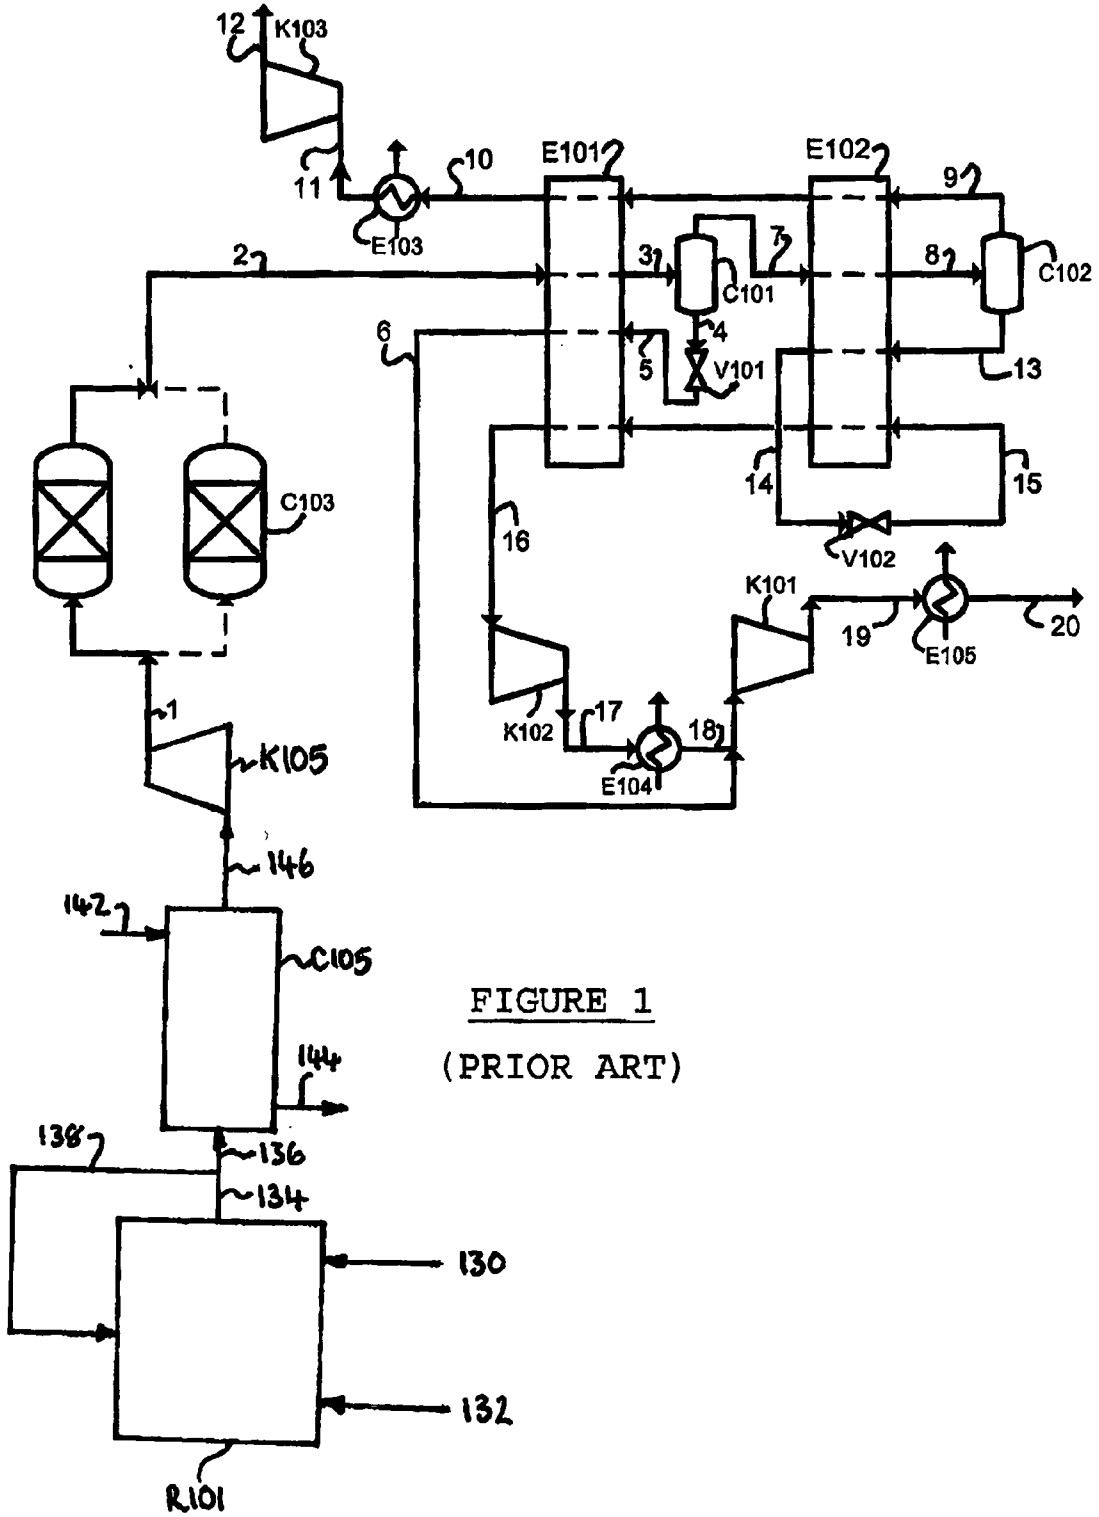 12
K103
11
10
E103
E101
E102
9
2
3
C101
7
8
C102
6
5
4
V101
13
14
15
C103
16
V102
K101
19
E105
20
K102
17
18
E104
1
K105
146
142
C105
FIGURE 1
(PRIOR ART)
144
138
136
134
130
132
R101